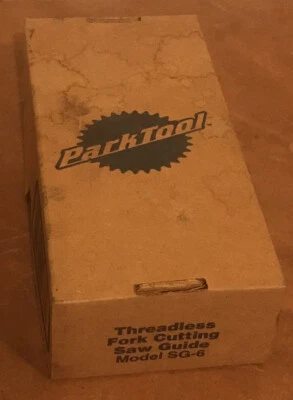 ParkTool
Threadless
Fork Cutting
Saw Guide
Model SG-6